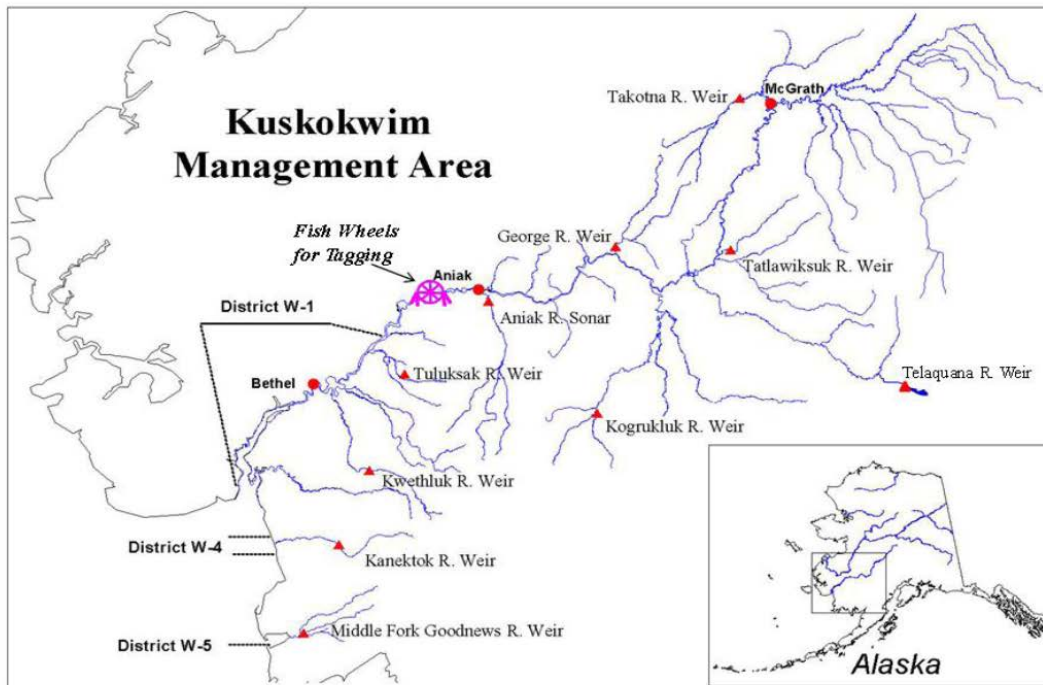 Kuskokwim
Management Area
Takotna R. Weir
McGrath
Fish Wheels
for Tagging
George R. Weir
Tatlawiksuk R. Weir
Aniak
Aniak R. Sonar
District W-1
Tuluksak R. Weir
Telaquana R. Weir
Bethel
Kogrukluk R. Weir
Kwethluk R. Weir
District W-4
Kanektok R. Weir
Middle Fork Goodnews R. Weir
District W-5
Alaska